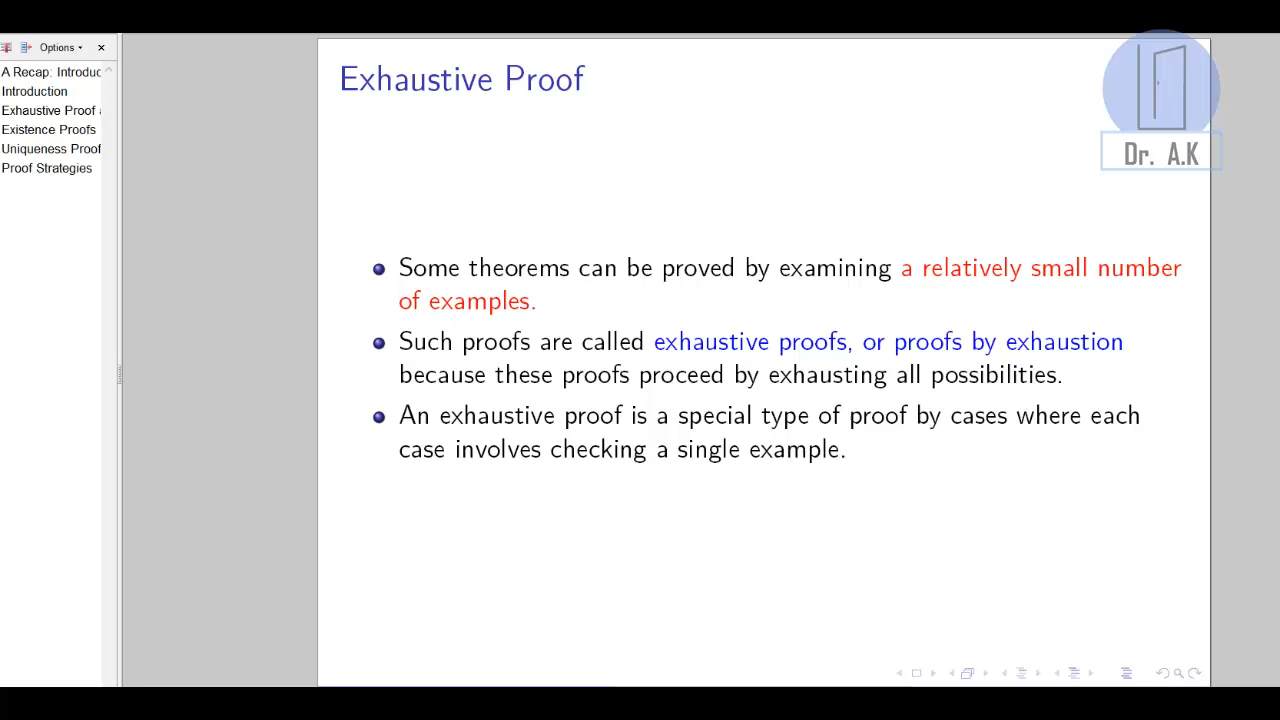 Options
A Recap: Introduc
Introduction
Exhaustive Proof a
Existence Proofs
Uniqueness Proof
Proof Strategies
Exhaustive Proof
Dr. A.K
Some theorems can be proved by examining a relatively small number
of examples.
Such proofs are called exhaustive proofs, or proofs by exhaustion
because these proofs proceed by exhausting all possibilities.
An exhaustive proof is a special type of proof by cases where each
case involves checking a single example.